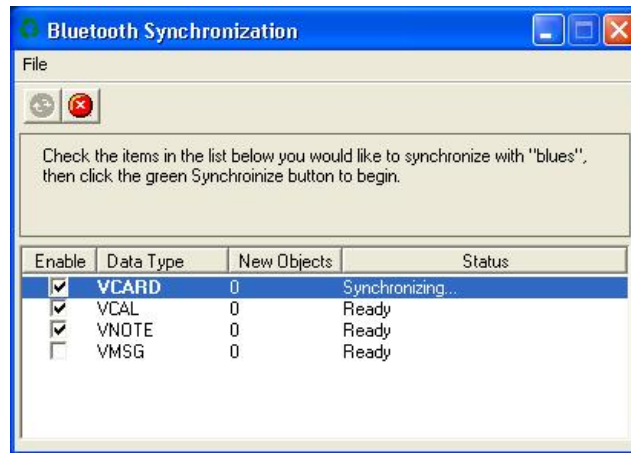 Bluetooth Synchronization
File
Check the items in the list below you would like to synchronize with "blues",
then click the green Synchroinize button to begin.
Enable Data Type New Objects Status
VCARD 0 Synchronizing...
VCAL 0 Ready
VNOTE 0 Ready
VMSG 0 Ready